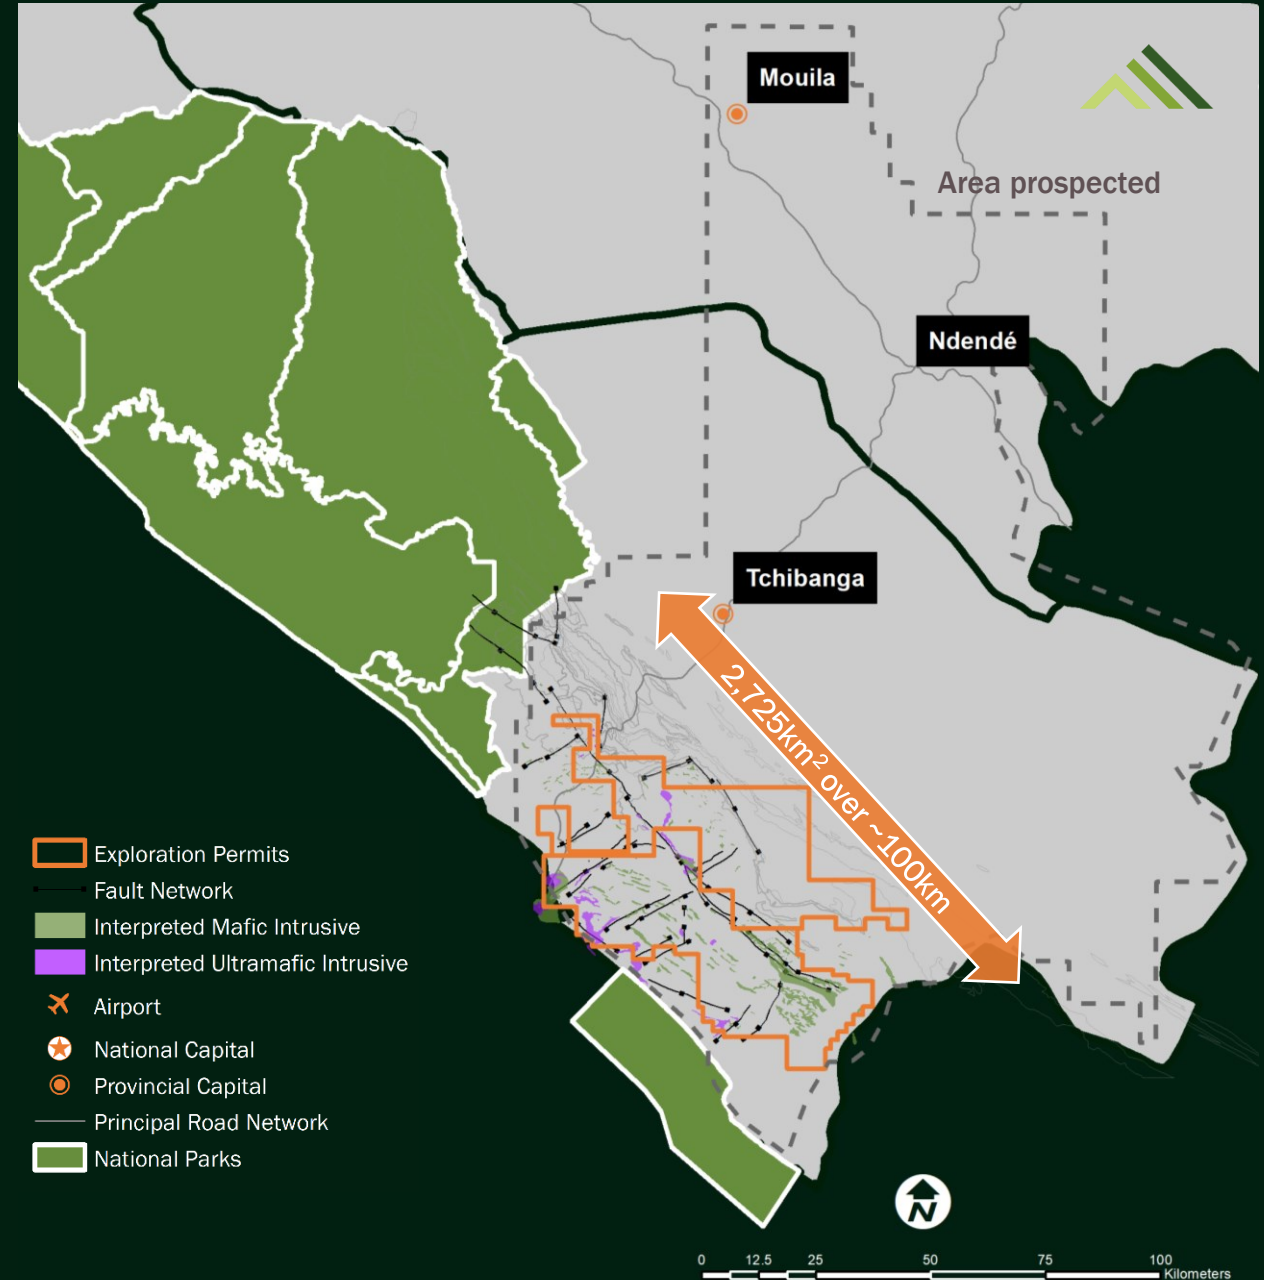 Mouila
Area prospected
Ndendé
Tchibanga
2,725km² over ~100km
Exploration Permits
Fault Network
Interpreted Mafic Intrusive
Interpreted Ultramafic Intrusive
Airport
National Capital
Provincial Capital
Principal Road Network
National Parks
N
0 12.5 25 50 75 100
Kilometers